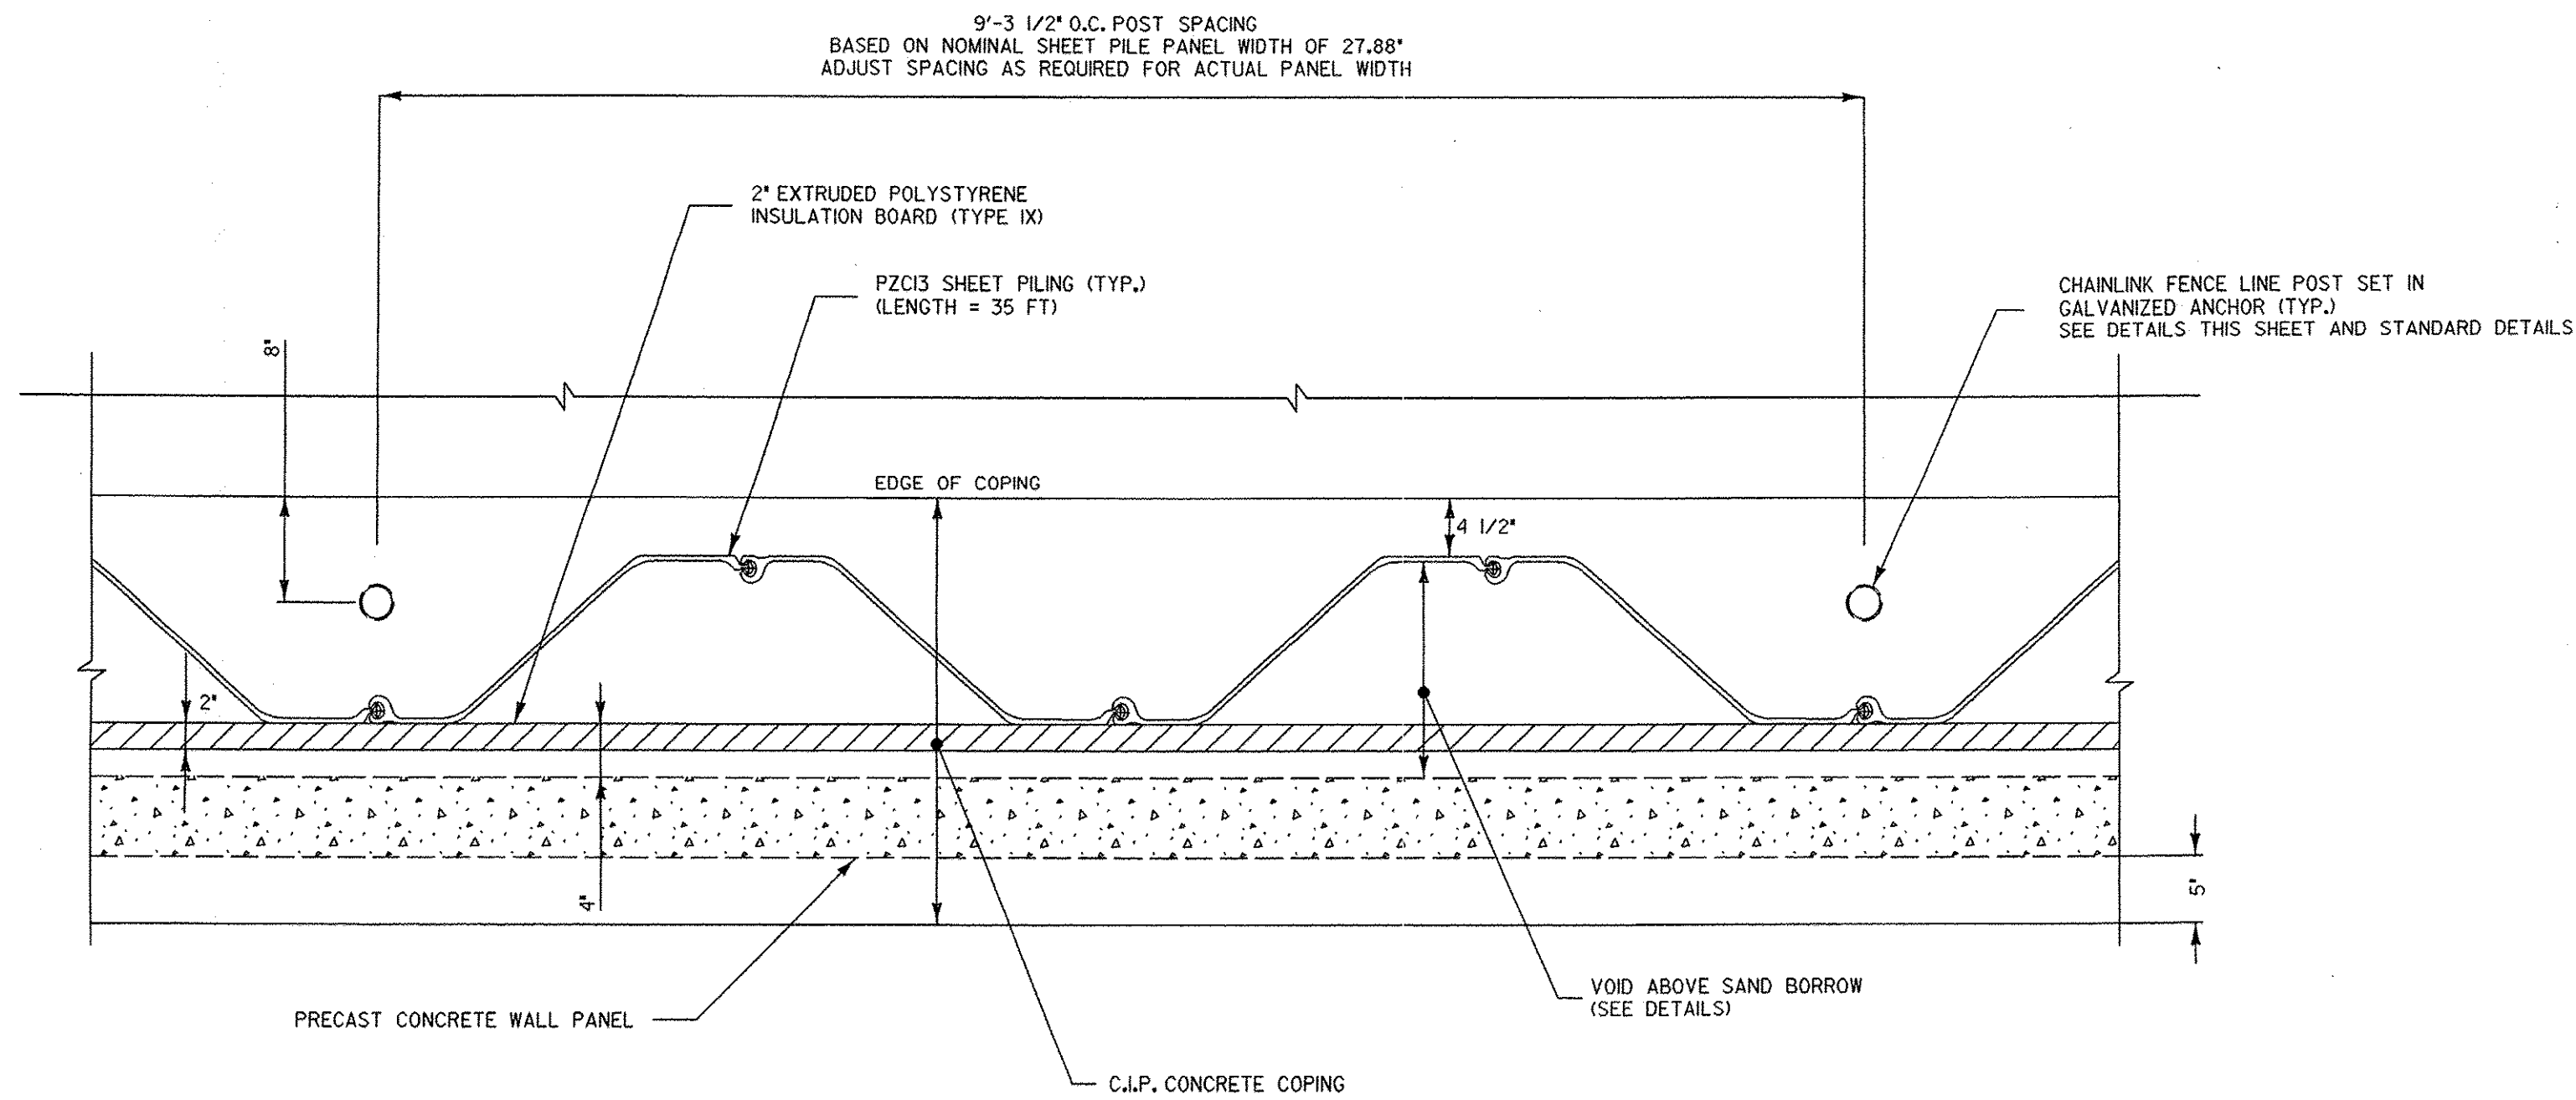 9'-3 1/2" O.C. POST SPACING
BASED ON NOMINAL SHEET PILE PANEL WIDTH OF 27.88"
ADJUST SPACING AS REQUIRED FOR ACTUAL PANEL WIDTH
2" EXTRUDED POLYSTYRENE
INSULATION BOARD (TYPE IX)
PZC13 SHEET PILING (TYP.)
(LENGTH = 35 FT)
CHAINLINK FENCE LINE POST SET IN
GALVANIZED ANCHOR (TYP.)
SEE DETAILS THIS SHEET AND STANDARD DETAILS
8"
EDGE OF COPING
4 1/2"
2"
4"
5"
VOID ABOVE SAND BORROW
(SEE DETAILS)
PRECAST CONCRETE WALL PANEL
C.I.P. CONCRETE COPING